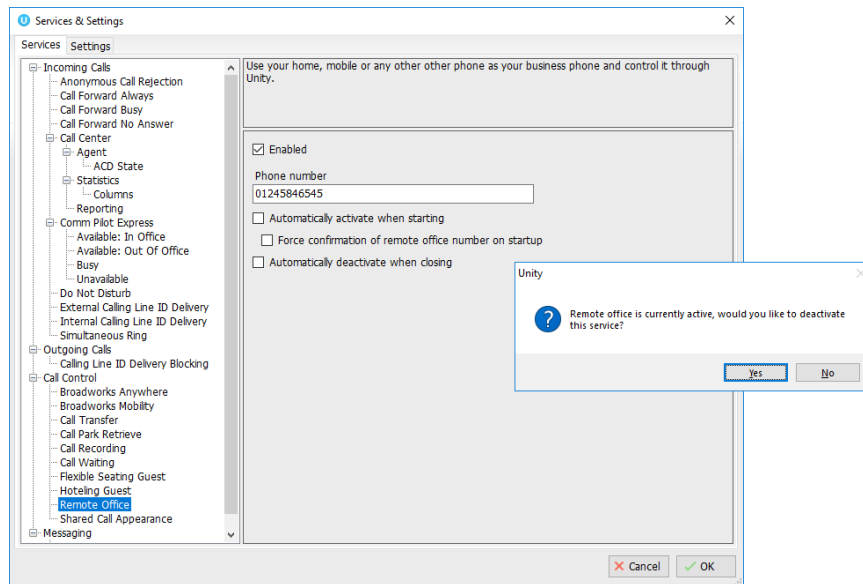 Services & Settings
Services
Settings
Incoming Calls
Anonymous Call Rejection
Call Forward Always
Call Forward Busy
Call Forward No Answer
Call Center
Agent
ACD State
Statistics
Columns
Reporting
Comm Pilot Express
Available: In Office
Available: Out Of Office
Busy
Unavailable
Do Not Disturb
External Calling Line ID Delivery
Internal Calling Line ID Delivery
Simultaneous Ring
Outgoing Calls
Calling Line ID Delivery Blocking
Call Control
Broadworks Anywhere
Broadworks Mobility
Call Transfer
Call Park Retrieve
Call Recording
Call Waiting
Flexible Seating Guest
Hoteling Guest
Remote Office
Shared Call Appearance
Messaging
Use your home, mobile or any other other phone as your business phone and control it through
Unity.
Enabled
Phone number
01245846545
Automatically activate when starting
Force confirmation of remote office number on startup
Automatically deactivate when closing
Unity
Remote office is currently active, would you like to deactivate
this service?
Yes
No
Cancel
OK